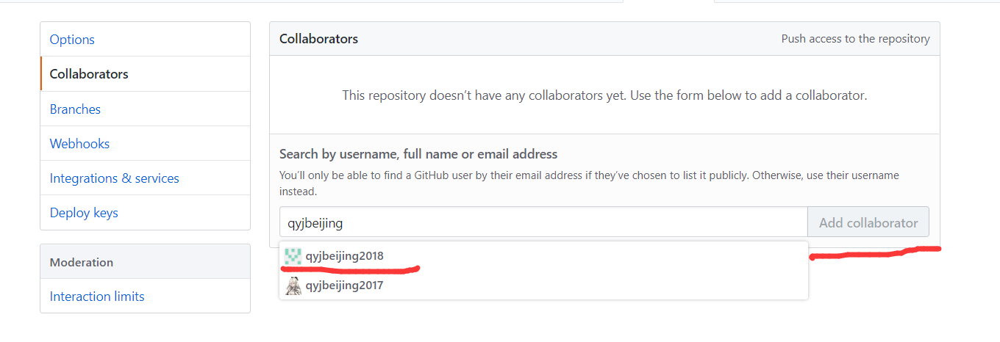 Options
Collaborators
Branches
Webhooks
Integrations & services
Deploy keys
Moderation
Interaction limits
Collaborators Push access to the repository
This repository doesn’t have any collaborators yet. Use the form below to add a collaborator.
Search by username, full name or email address
You’ll only be able to find a GitHub user by their email address if they’ve chosen to list it publicly. Otherwise, use their username
instead.
qyjbeijing Add collaborator
qyjbeijing2018
qyjbeijing2017